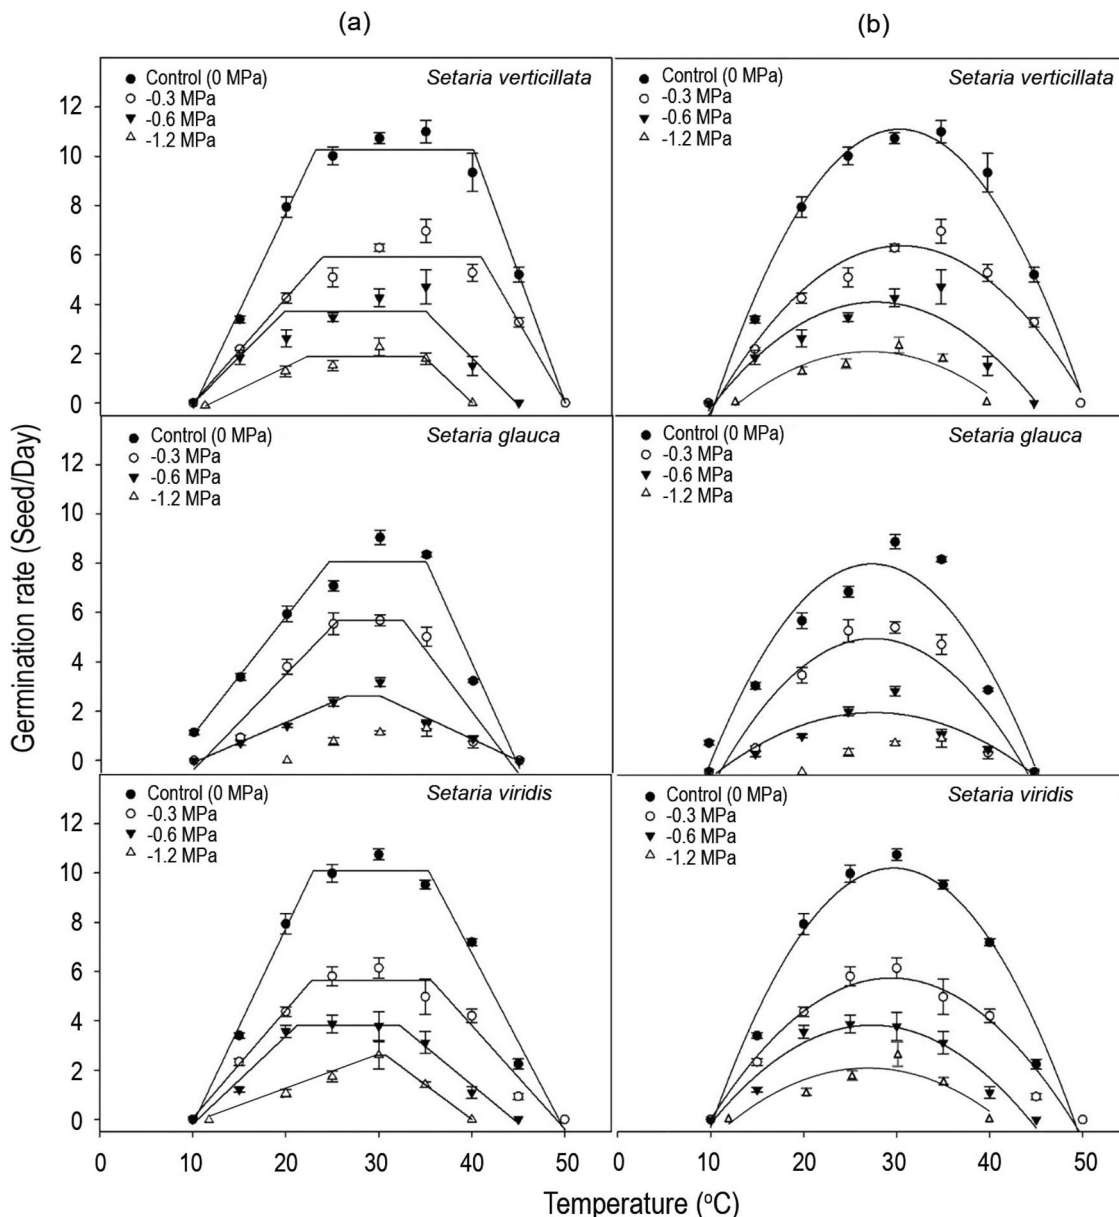 (a) (b)
Control (0 MPa) Setaria verticillata
-0.3 MPa
-0.6 MPa
-1.2 MPa
Control (0 MPa) Setaria verticillata
-0.3 MPa
-0.6 MPa
-1.2 MPa
12
10
8
6
4
2
0
Control (0 MPa) Setaria glauca
-0.3 MPa
-0.6 MPa
-1.2 MPa
Control (0 MPa) Setaria glauca
-0.3 MPa
-0.6 MPa
-1.2 MPa
12
10
8
6
4
2
0
Germination rate (Seed/Day)
Control (0 MPa) Setaria viridis
-0.3 MPa
-0.6 MPa
-1.2 MPa
Control (0 MPa) Setaria viridis
-0.3 MPa
-0.6 MPa
-1.2 MPa
12
10
8
6
4
2
0
0 10 20 30 40 50 0 10 20 30 40 50
Temperature (°C)